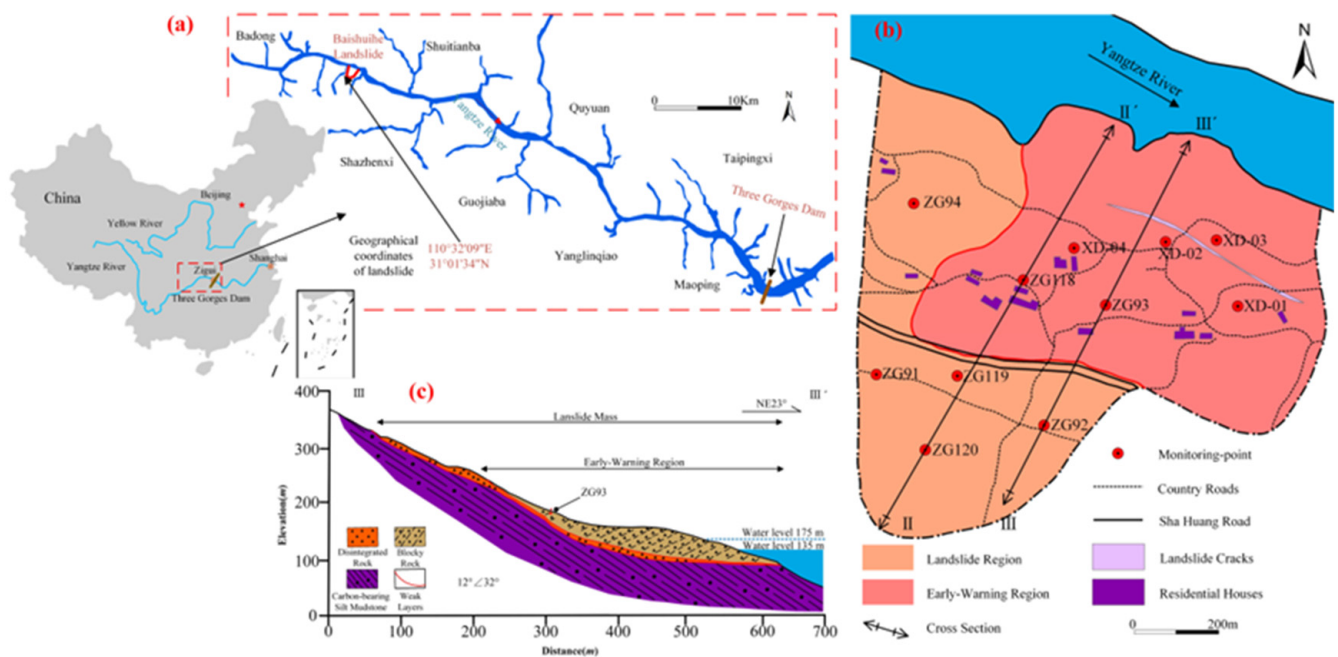 (a)
Badong
Baishuihe
Landslide
Shuitianba
Yangtze River
0
10Km
N
Quyuan
Shazhenxi
Taipingxi
Guojiaba
Three Gorges Dam
Geographical
coordinates
of landslide
110°32'09"E
31°01'34"N
Yanglinqiao
Maoping
China
Beijing
Yellow River
Yangtze River
Zigui
Shanghai
Three Gorges Dam
(b)
Yangtze River
N
II´
III´
ZG94
XD-04
XD-02
XD-03
ZG118
ZG93
XD-01
ZG91
ZG119
ZG92
ZG120
II
III
Monitoring-point
Country Roads
Sha Huang Road
Landslide Region
Landslide Cracks
Early-Warning Region
Residential Houses
Cross Section
0
200m
(c)
III
III´
NE23°
Lanslide Mass
Early-Warning Region
ZG93
Water level 175 m
Water level 135 m
Elevation(m)
400
300
200
100
0
Disintegrated
Rock
Blocky
Rock
Carbon-bearing
Silt Mudstone
Weak
Layers
12°∠32°
0
100
200
300
400
500
600
700
Distance(m)